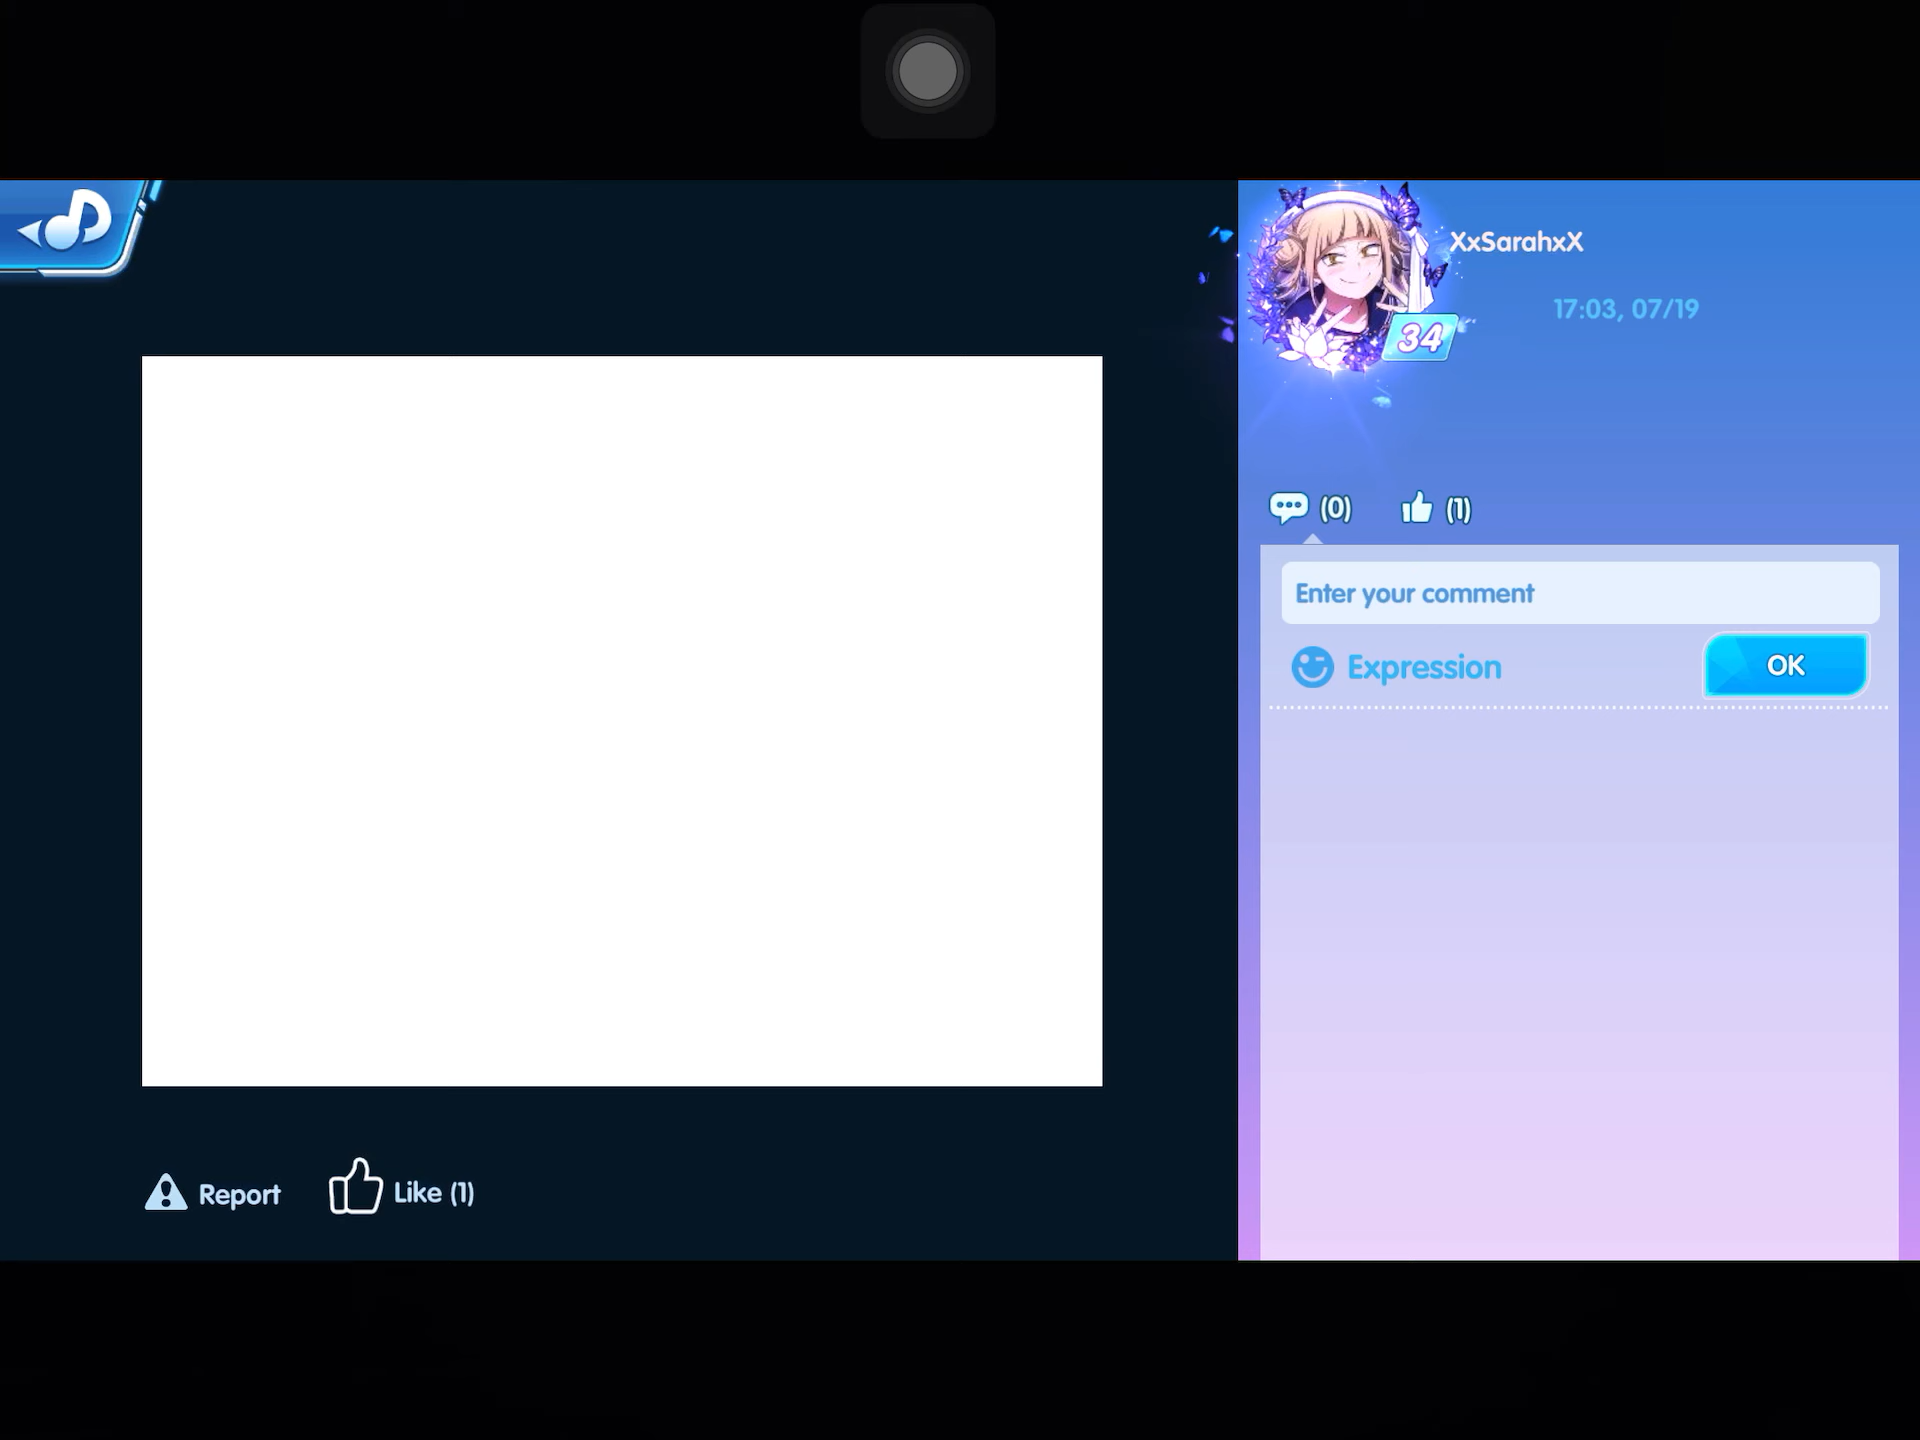 XxSarahxX
17:03, 07/19
34
(0) (1)
Enter your comment
Expression
OK
Report
Like (1)